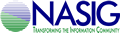 NASIG
TRANSFORMING THE INFORMATION COMMUNITY